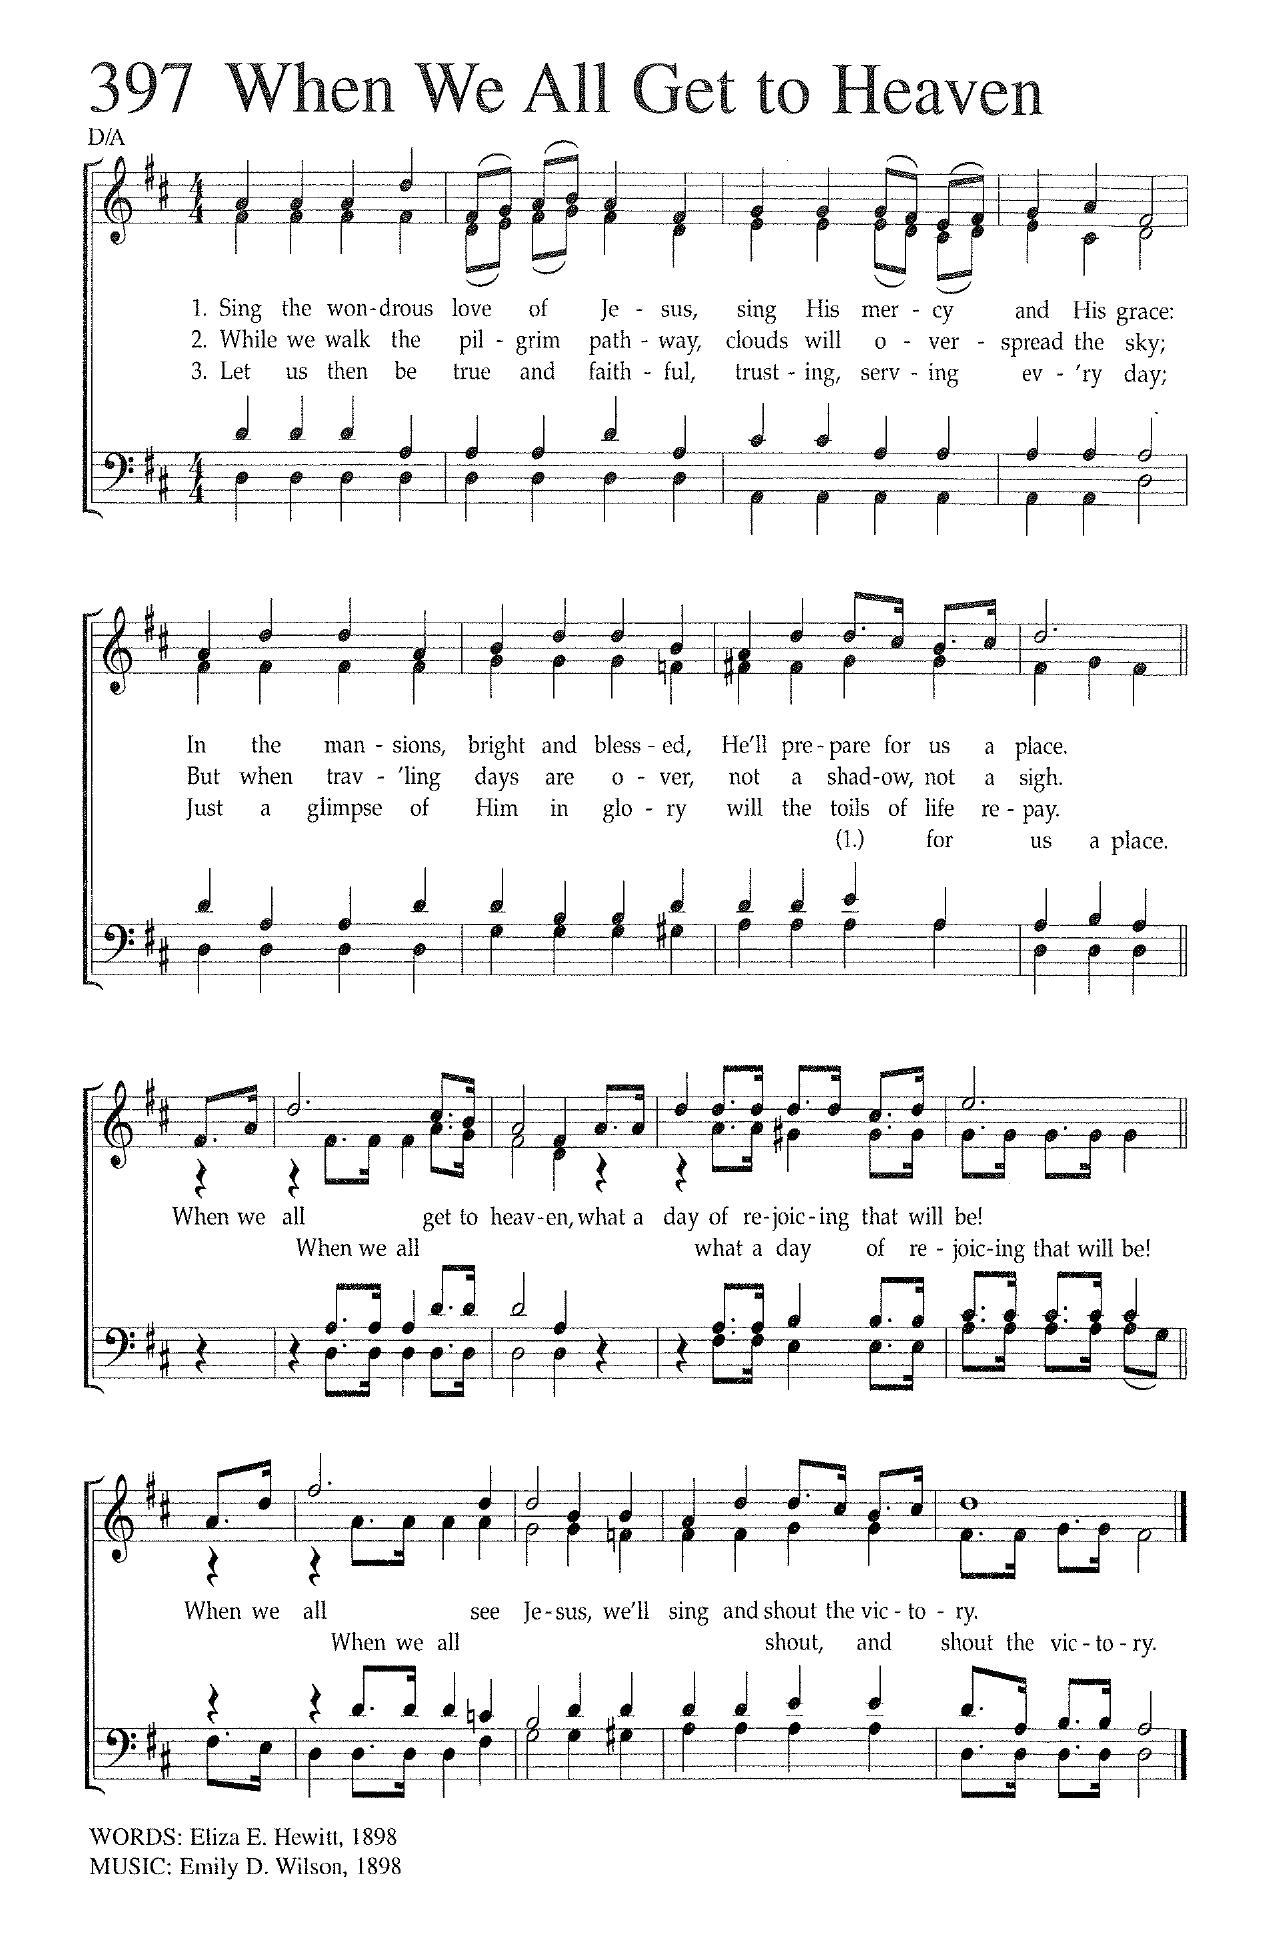 397 When We All Get to Heaven
D/A
1. Sing the won-drous love of Je - sus, sing His mer - cy and His grace:
2. While we walk the pil - grim path - way, clouds will o - ver - spread the sky;
3. Let us then be true and faith - ful, trust - ing, serv - ing ev - 'ry day;
In the man - sions, bright and bless - ed, He'll pre - pare for us a place.
But when trav - 'ling days are o - ver, not a shad-ow, not a sigh.
Just a glimpse of Him in glo - ry will the toils of life re - pay.
(1.) for us a place.
When we all get to heav-en, what a day of re-joic-ing that will be!
When we all what a day of re - joic-ing that will be!
When we all see Je-sus, we'll sing and shout the vic - to - ry.
When we all shout, and shout the vic - to - ry.
WORDS: Eliza E. Hewitt, 1898
MUSIC: Emily D. Wilson, 1898